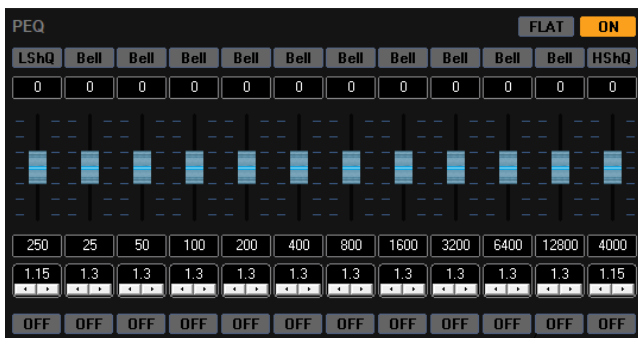 PEQ FLAT ON
LShQ Bell Bell Bell Bell Bell Bell Bell Bell Bell Bell HShQ
0 0 0 0 0 0 0 0 0 0 0 0
250 25 50 100 200 400 800 1600 3200 6400 12800 4000
1.15 1.3 1.3 1.3 1.3 1.3 1.3 1.3 1.3 1.3 1.3 1.15
OFF OFF OFF OFF OFF OFF OFF OFF OFF OFF OFF OFF